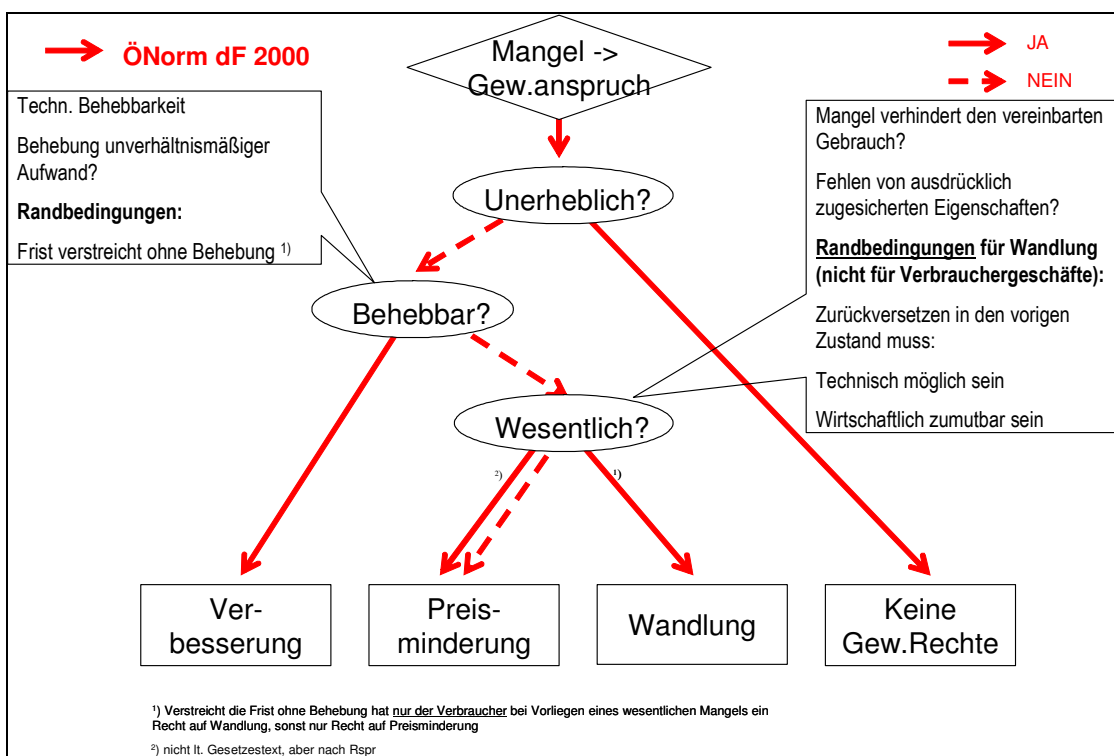 ÖNorm dF 2000
Mangel ->
Gew.anspruch
JA
NEIN
Techn. Behebbarkeit
Behebung unverhältnismäßiger
Aufwand?
Randbedingungen:
Frist verstreicht ohne Behebung 1)
Mangel verhindert den vereinbarten
Gebrauch?
Fehlen von ausdrücklich
zugesicherten Eigenschaften?
Randbedingungen für Wandlung
(nicht für Verbrauchergeschäfte):
Zurückversetzen in den vorigen
Zustand muss:
Technisch möglich sein
Wirtschaftlich zumutbar sein
Unerheblich?
Behebbar?
Wesentlich?
2)
1)
Ver-
besserung
Preis-
minderung
Wandlung
Keine
Gew.Rechte
1) Verstreicht die Frist ohne Behebung hat nur der Verbraucher bei Vorliegen eines wesentlichen Mangels ein
Recht auf Wandlung, sonst nur Recht auf Preisminderung
2) nicht lt. Gesetzestext, aber nach Rspr